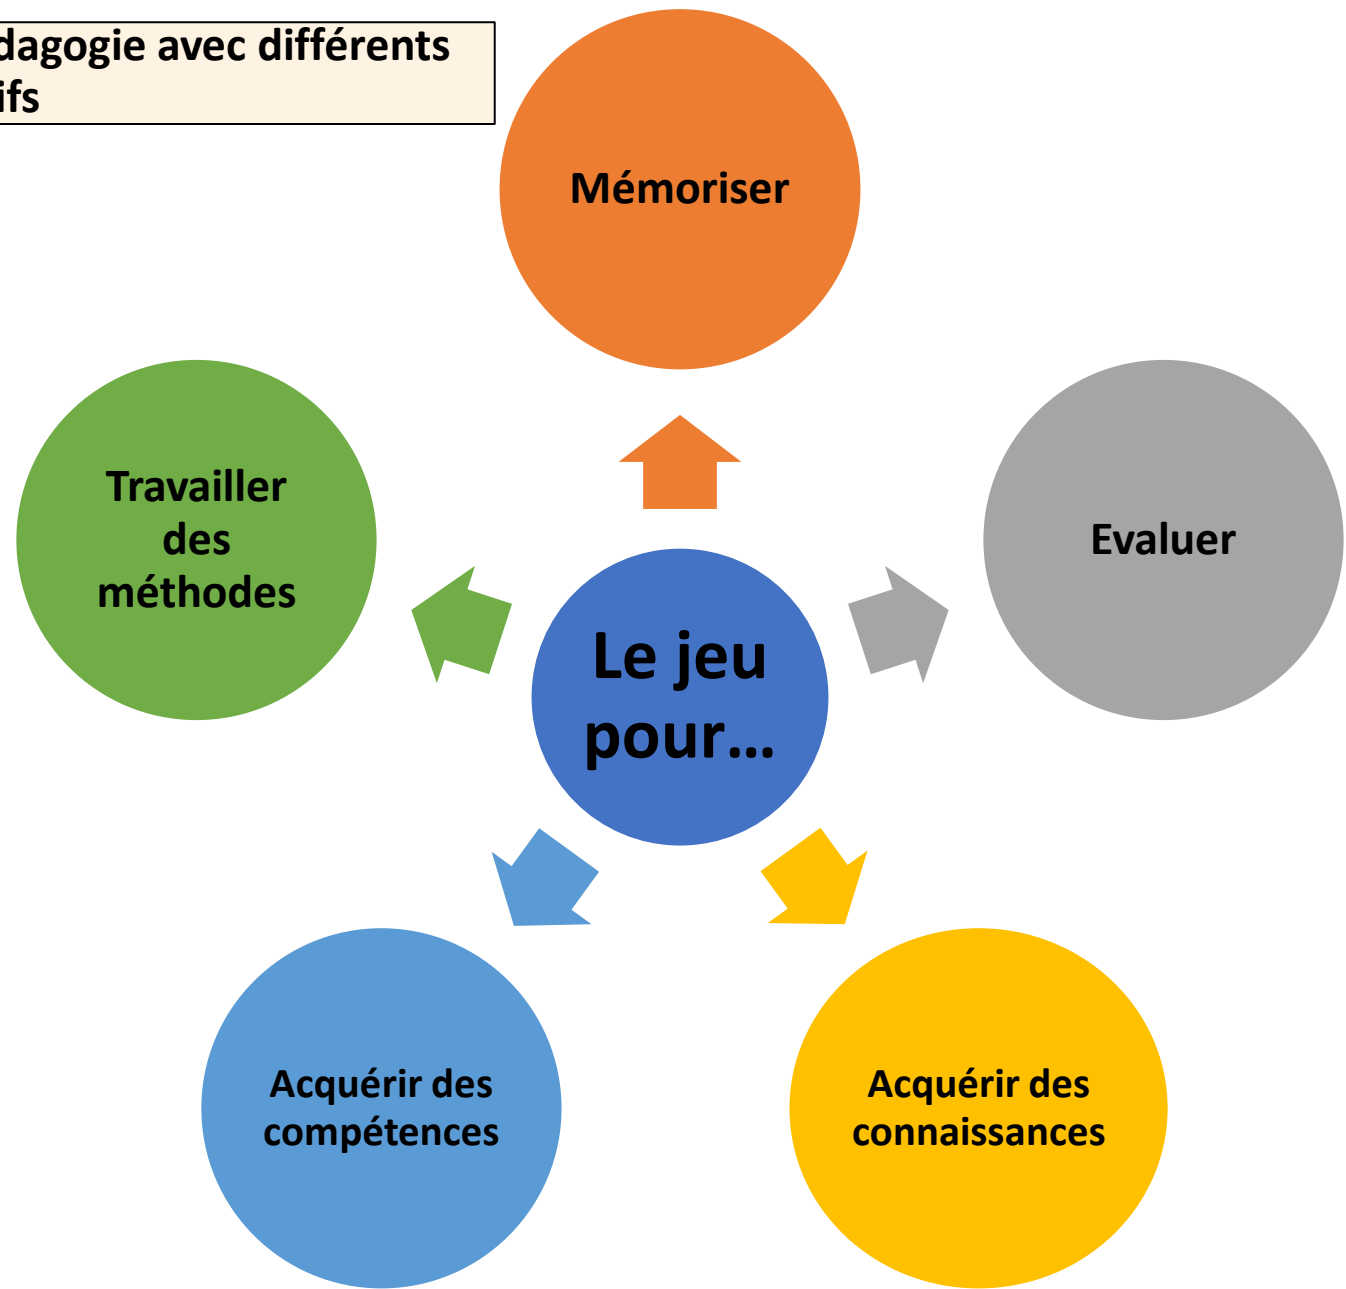 dagogie avec différents
ifs
Mémoriser
Travailler
des
méthodes
Evaluer
Le jeu
pour...
Acquérir des
compétences
Acquérir des
connaissances